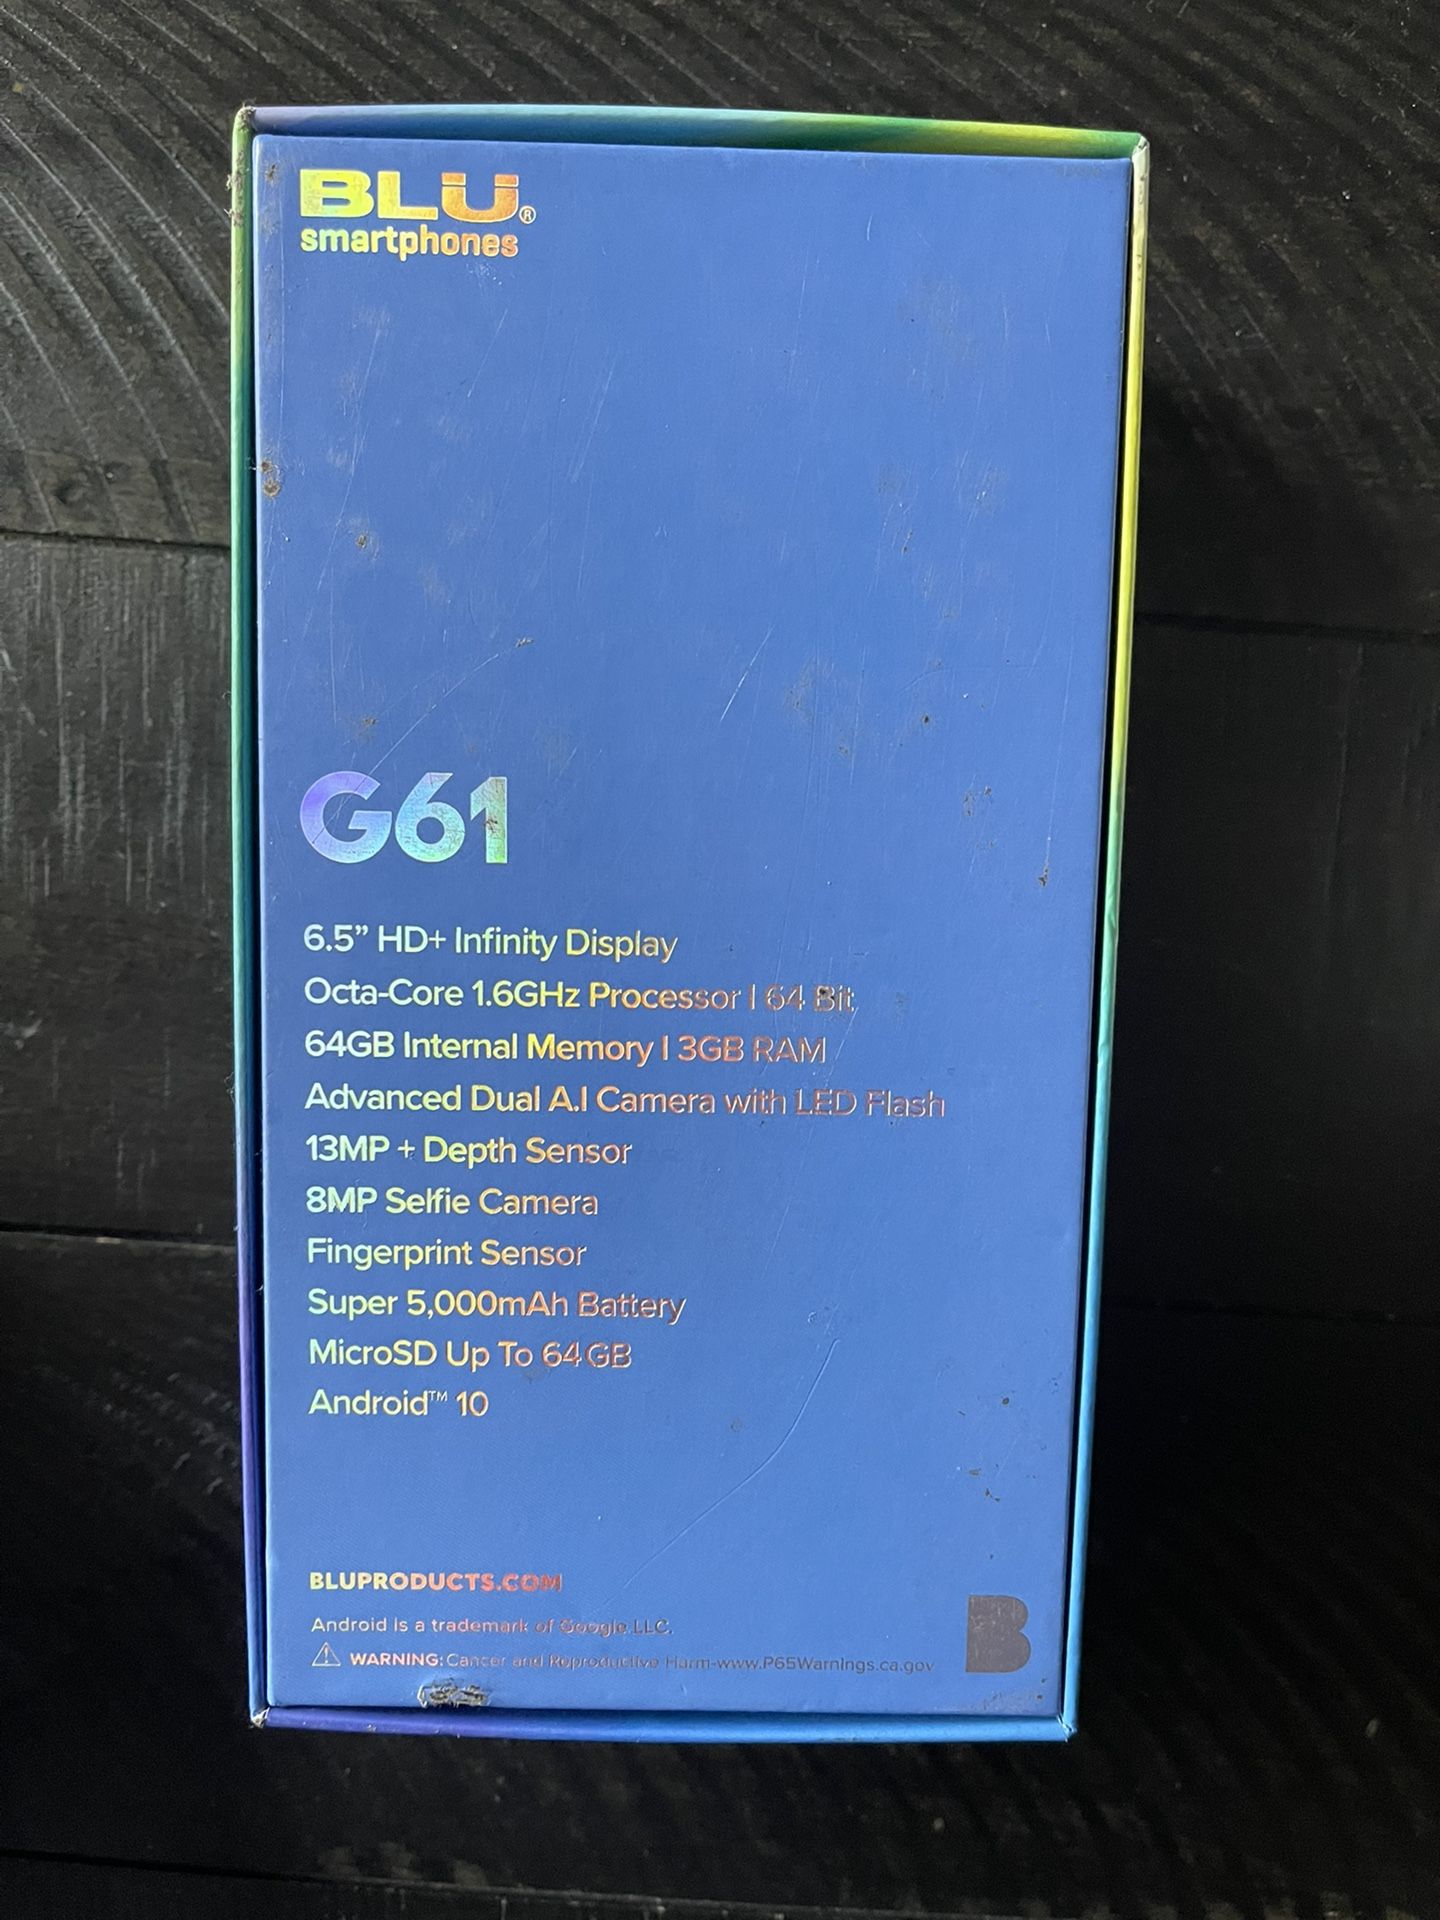 BLU®
smartphones
G61
6.5” HD+ Infinity Display
Octa-Core 1.6GHz Processor | 64 Bit
64GB Internal Memory | 3GB RAM
Advanced Dual A.I Camera with LED Flash
13MP + Depth Sensor
8MP Selfie Camera
Fingerprint Sensor
Super 5,000mAh Battery
MicroSD Up To 64GB
Android™ 10
BLUPRODUCTS.COM
Android is a trademark of Google LLC.
WARNING: Cancer and Reproductive Harm-www.P65Warnings.ca.gov
B